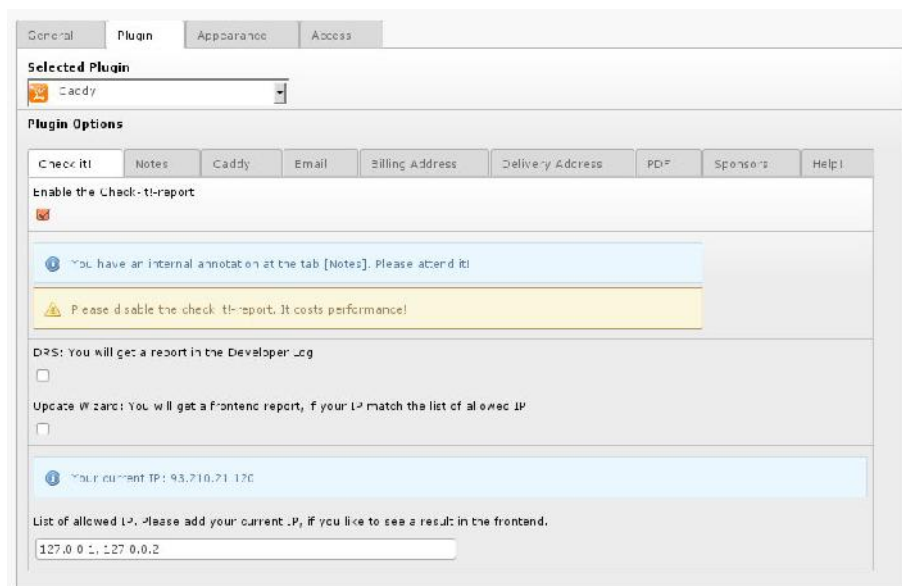 General Plugin Appearance Access
Selected Plugin
Caddy
Plugin Options
Check it! Notes Caddy Email Billing Address Delivery Address PDF Sponsors Help!
Enable the Check-it!-report
You have an internal annotation at the tab [Notes]. Please attend it!
Please disable the check it!-report. It costs performance!
DRS: You will get a report in the Developer Log
Update Wizard: You will get a frontend report, if your IP match the list of allowed IP
Your current IP: 93.210.21.120
List of allowed IP. Please add your current IP, if you like to see a result in the frontend.
127.0.0.1, 127.0.0.2